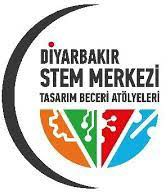 DİYARBAKIR
STEM MERKEZİ
TASARIM BECERİ ATÖLYELERİ